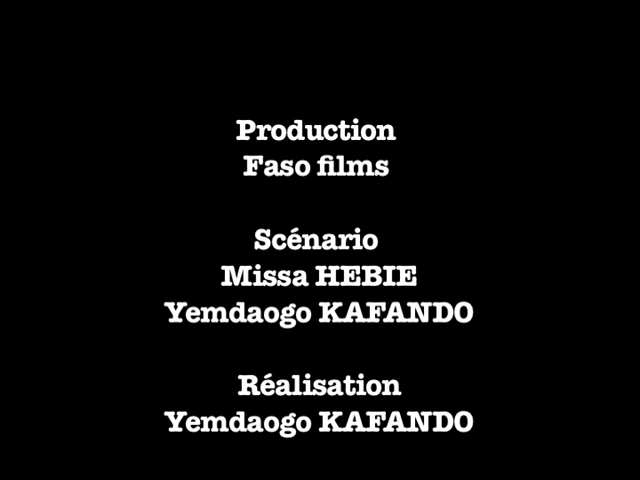 Production
Faso films
Scénario
Missa HEBIE
Yemdaogo KAFANDO
Réalisation
Yemdaogo KAFANDO